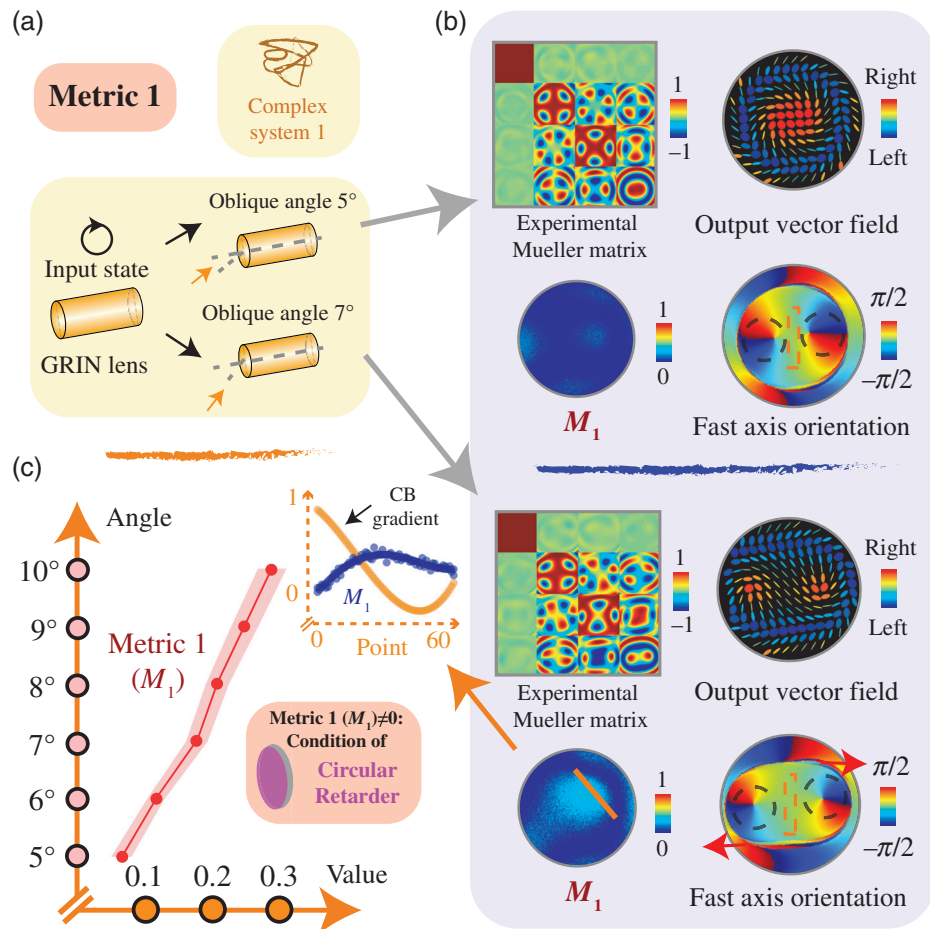 (a)
Metric 1
Complex
system 1
Input state
GRIN lens
Oblique angle 5°
Oblique angle 7°
(b)
1
−1
Experimental
Mueller matrix
Right
Left
Output vector field
1
0
M₁
π/2
−π/2
Fast axis orientation
1
−1
Experimental
Mueller matrix
Right
Left
Output vector field
1
0
M₁
π/2
−π/2
Fast axis orientation
(c)
Angle
10°
9°
8°
7°
6°
5°
Metric 1
(M₁)
0.1
0.2
0.3
Value
1
0
CB
gradient
M₁
0
Point
60
Metric 1 (M₁)≠0:
Condition of
Circular
Retarder